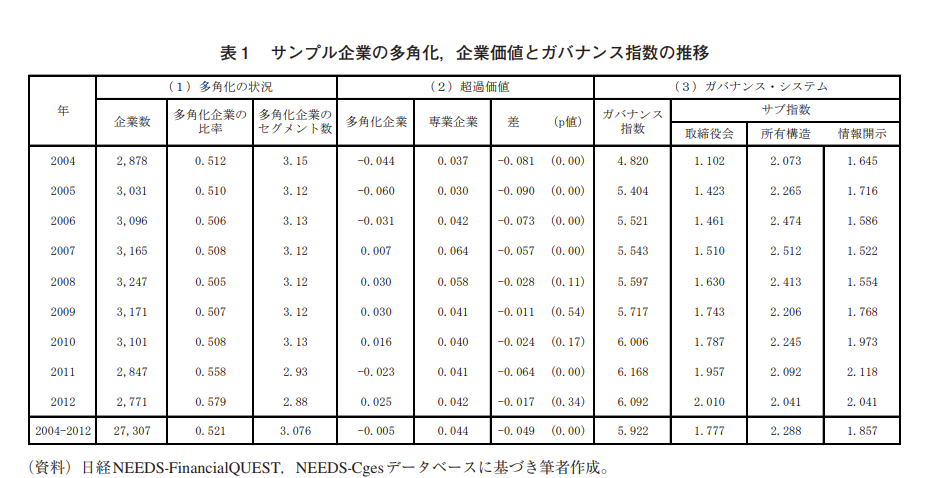 表１　サンプル企業の多角化，企業価値とガバナンス指数の推移
年 （１）多角化の状況 （２）超過価値 （３）ガバナンス・システム
企業数 多角化企業の比率 多角化企業のセグメント数 多角化企業 専業企業 差 （p値） ガバナンス指数 サブ指数
取締役会 所有構造 情報開示
2004 2,878 0.512 3.15 -0.044 0.037 -0.081 (0.00) 4.820 1.102 2.073 1.645
2005 3,031 0.510 3.12 -0.060 0.030 -0.090 (0.00) 5.404 1.423 2.265 1.716
2006 3,096 0.506 3.13 -0.031 0.042 -0.073 (0.00) 5.521 1.461 2.474 1.586
2007 3,165 0.508 3.12 0.007 0.064 -0.057 (0.00) 5.543 1.510 2.512 1.522
2008 3,247 0.505 3.12 0.030 0.058 -0.028 (0.11) 5.597 1.630 2.413 1.554
2009 3,171 0.507 3.12 0.030 0.041 -0.011 (0.54) 5.717 1.743 2.206 1.768
2010 3,101 0.508 3.13 0.016 0.040 -0.024 (0.17) 6.006 1.787 2.245 1.973
2011 2,847 0.558 2.93 -0.023 0.041 -0.064 (0.00) 6.168 1.957 2.092 2.118
2012 2,771 0.579 2.88 0.025 0.042 -0.017 (0.34) 6.092 2.010 2.041 2.041
2004-2012 27,307 0.521 3.076 -0.005 0.044 -0.049 (0.00) 5.922 1.777 2.288 1.857
（資料）日経NEEDS-FinancialQUEST，NEEDS-Cgesデータベースに基づき筆者作成。